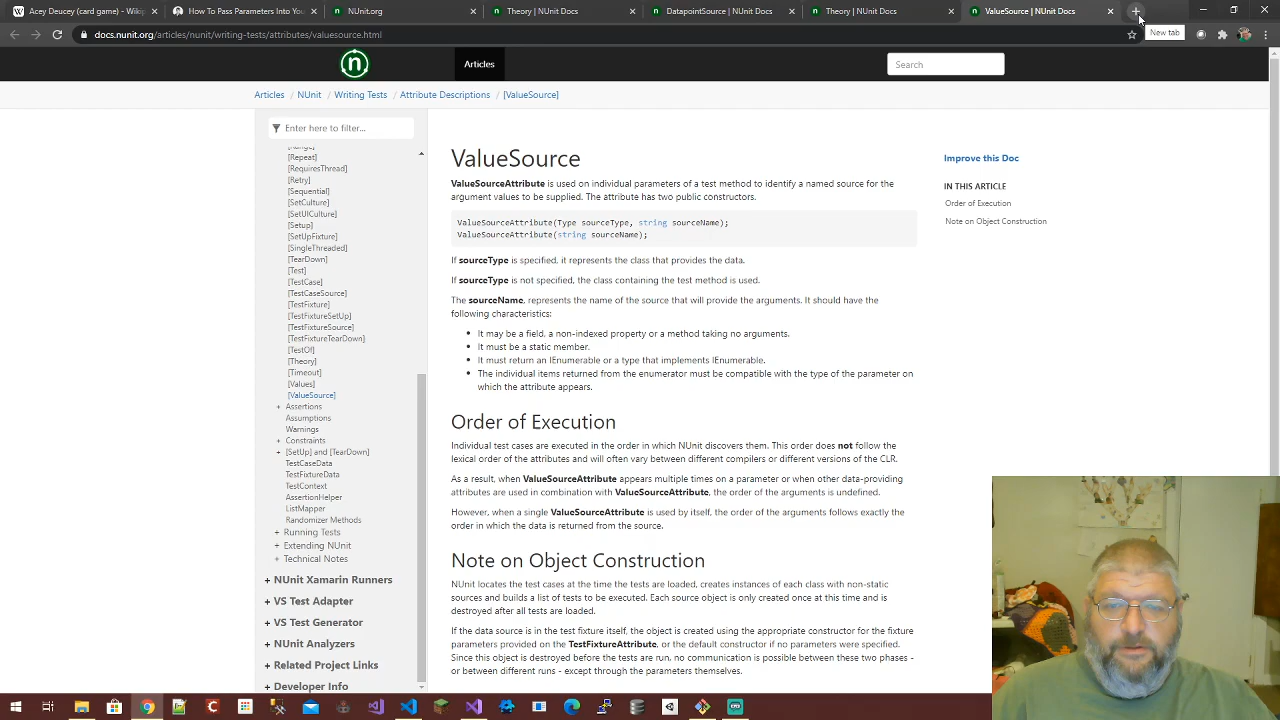 Acey Deucey (card game) - Wikip
How To Pass Parameters Into You
NUnit.org
Theory | NUnit Docs
DatapointSource | NUnit Docs
Theory | NUnit Docs
ValueSource | NUnit Docs
New tab
docs.nunit.org/articles/nunit/writing-tests/attributes/valuesource.html
n
Articles
Search
Articles / NUnit / Writing Tests / Attribute Descriptions / [ValueSource]
Enter here to filter...
[Range]
[Repeat]
[RequiresThread]
[Retry]
[Sequential]
[SetCulture]
[SetUICulture]
[Setup]
[SetUpFixture]
[SingleThreaded]
[TearDown]
[Test]
[TestCase]
[TestCaseSource]
[TestFixture]
[TestFixtureSetUp]
[TestFixtureSource]
[TestFixtureTearDown]
[TestOf]
[Theory]
[Timeout]
[Values]
[ValueSource]
+ Assertions
Assumptions
Warnings
+ Constraints
+ [SetUp] and [TearDown]
TestCaseData
TestFixtureData
TestContext
AssertionHelper
ListMapper
Randomizer Methods
+ Running Tests
+ Extending NUnit
+ Technical Notes
+ NUnit Xamarin Runners
+ VS Test Adapter
+ VS Test Generator
+ NUnit Analyzers
+ Related Project Links
+ Developer Info
ValueSource
ValueSourceAttribute is used on individual parameters of a test method to identify a named source for the
argument values to be supplied. The attribute has two public constructors.
ValueSourceAttribute(Type sourceType, string sourceName);
ValueSourceAttribute(string sourceName);
If sourceType is specified, it represents the class that provides the data.
If sourceType is not specified, the class containing the test method is used.
The sourceName, represents the name of the source that will provide the arguments. It should have the
following characteristics:
• It may be a field, a non-indexed property or a method taking no arguments.
• It must be a static member.
• It must return an IEnumerable or a type that implements IEnumerable.
• The individual items returned from the enumerator must be compatible with the type of the parameter on
which the attribute appears.
Order of Execution
Individual test cases are executed in the order in which NUnit discovers them. This order does not follow the
lexical order of the attributes and will often vary between different compilers or different versions of the CLR.
As a result, when ValueSourceAttribute appears multiple times on a parameter or when other data-providing
attributes are used in combination with ValueSourceAttribute, the order of the arguments is undefined.
However, when a single ValueSourceAttribute is used by itself, the order of the arguments follows exactly the
order in which the data is returned from the source.
Note on Object Construction
NUnit locates the test cases at the time the tests are loaded, creates instances of each class with non-static
sources and builds a list of tests to be executed. Each source object is only created once at this time and is
destroyed after all tests are loaded.
If the data source is in the test fixture itself, the object is created using the appropriate constructor for the fixture
parameters provided on the TestFixtureAttribute, or the default constructor if no parameters were specified.
Since this object is destroyed before the tests are run, no communication is possible between these two phases -
or between different runs - except through the parameters themselves.
Improve this Doc
IN THIS ARTICLE
Order of Execution
Note on Object Construction